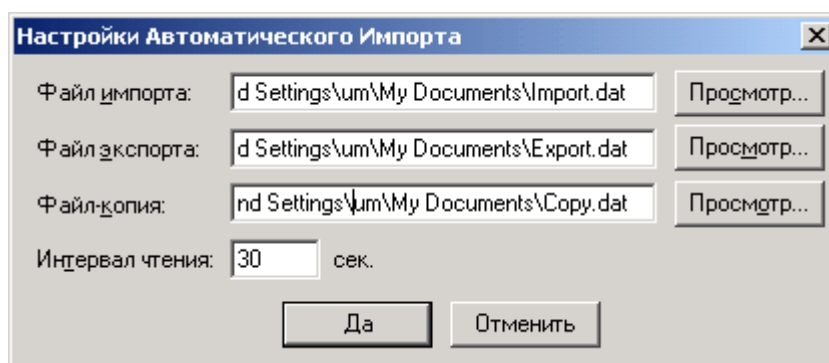 Настройки Автоматического Импорта
Файл импорта: d Settings\um\My Documents\Import.dat Просмотр...
Файл экспорта: d Settings\um\My Documents\Export.dat Просмотр...
Файл-копия: nd Settings\um\My Documents\Copy.dat Просмотр...
Интервал чтения: 30 сек.
Да Отменить